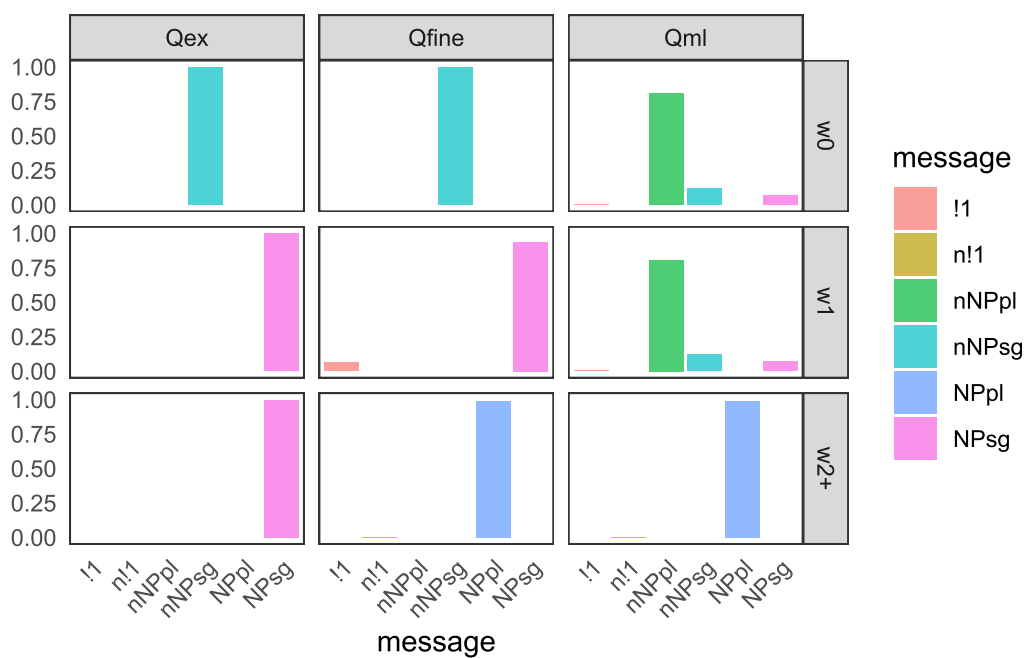 Qex Qfine Qml
1.00
0.75
0.50
0.25
0.00
w0
1.00
0.75
0.50
0.25
0.00
w1
1.00
0.75
0.50
0.25
0.00
w2+
!1 n!1 nNPpl nNPsg NPpl NPsg !1 n!1 nNPpl nNPsg NPpl NPsg !1 n!1 nNPpl nNPsg NPpl NPsg
message
message
!1
n!1
nNPpl
nNPsg
NPpl
NPsg